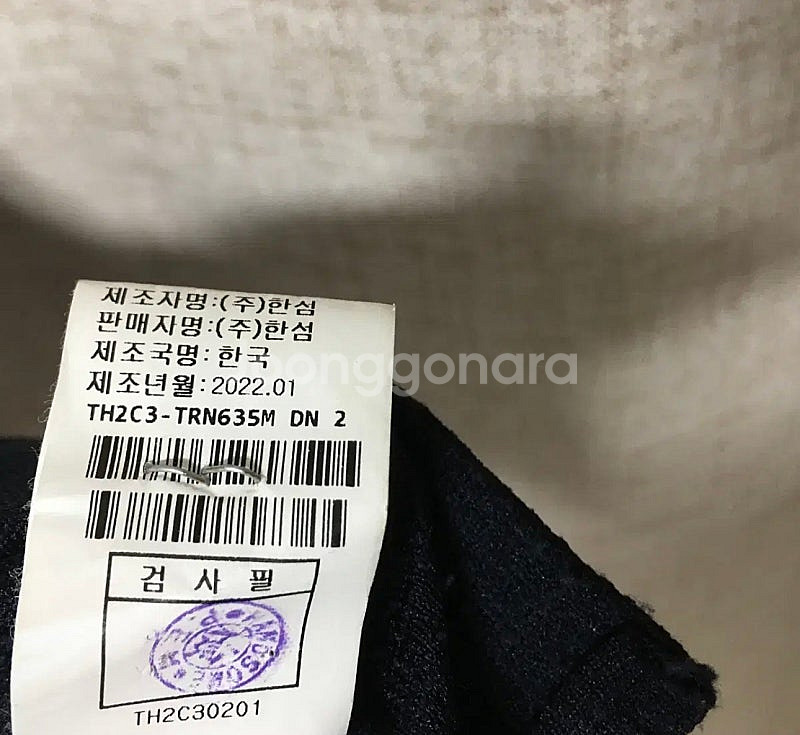 제조자명:(주)한섬
판매자명:(주)한섬
제조국명: 한국
제조년월: 2022.01
joonggonara
TH2C3-TRN635M DN 2
검 사 필
TH2C30201